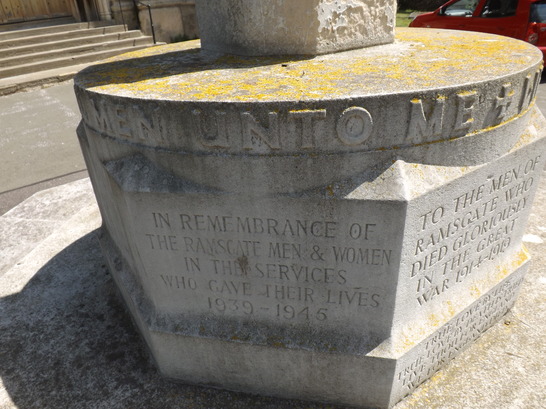 MEN UNTO ME &
IN REMEMBRANCE OF
THE RAMSGATE MEN & WOMEN
IN THE SERVICES
WHO GAVE THEIR LIVES
1939-1945
TO THE MEN OF
RAMSGATE WHO
DIED GLORIOUSLY
IN THE GREAT
WAR 1914-1918